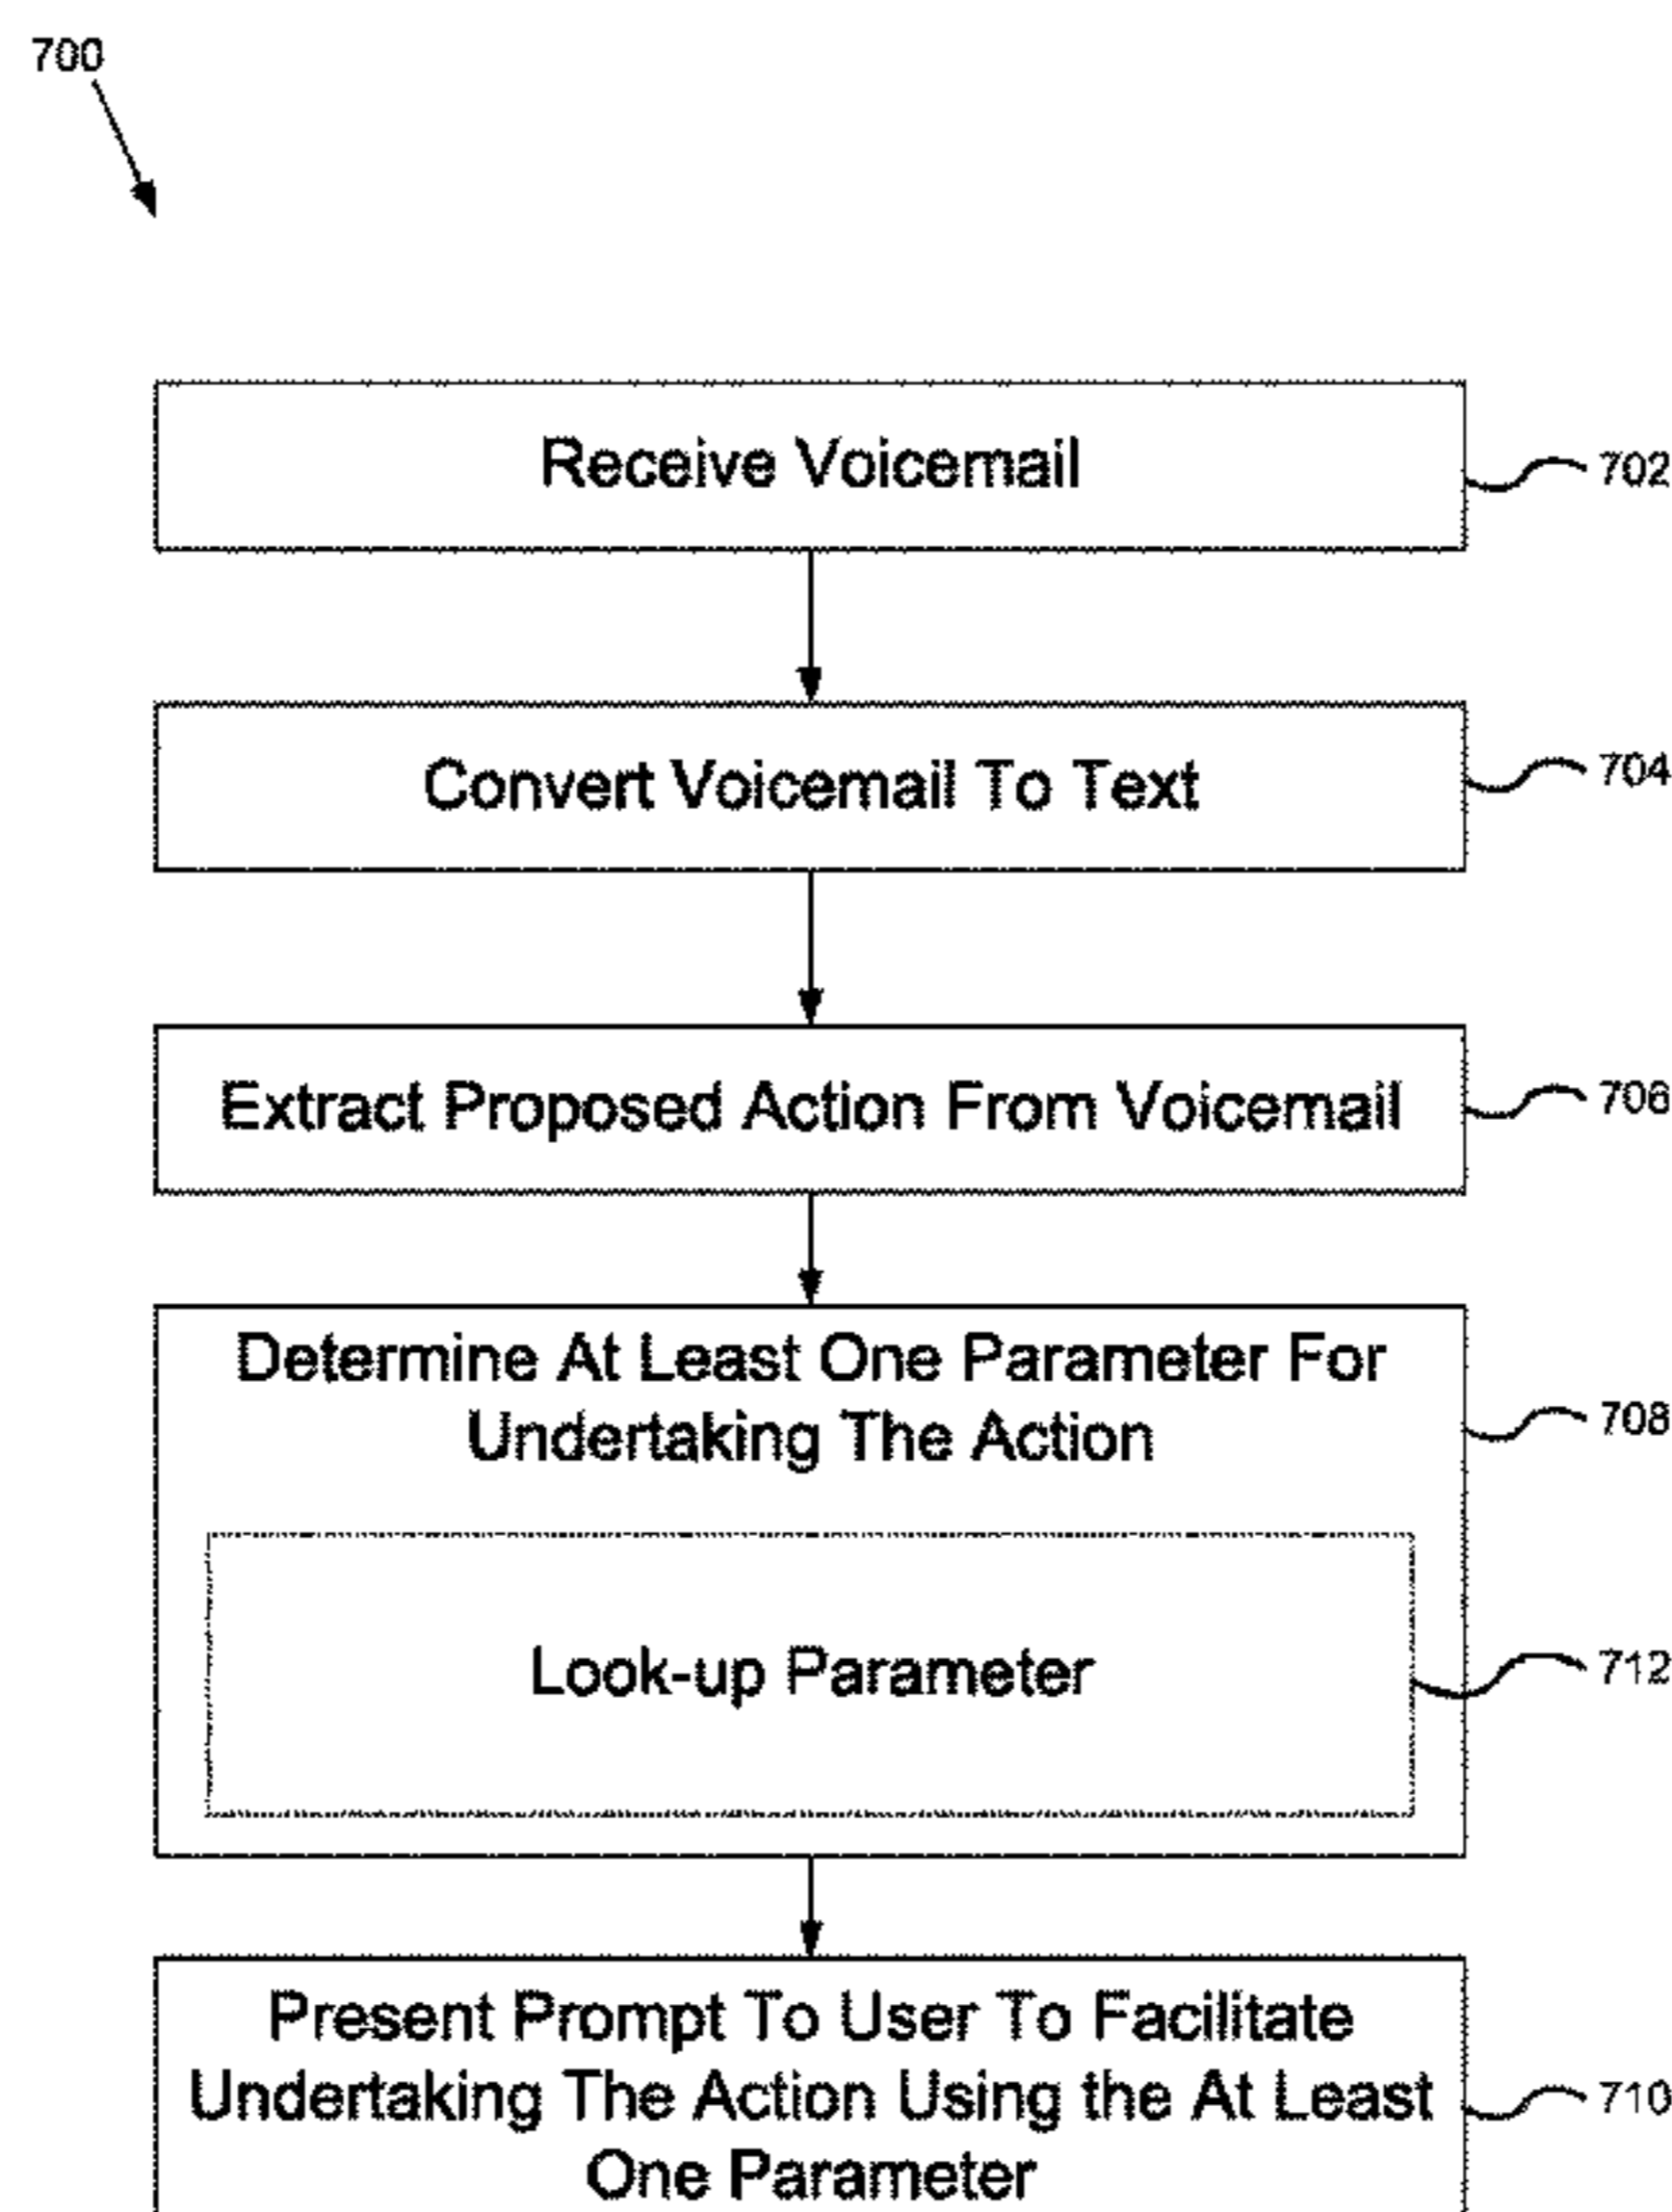 700
Receive Voicemail
702
Convert Voicemail To Text
704
Extract Proposed Action From Voicemail
706
Determine At Least One Parameter For
Undertaking The Action
708
Look-up Parameter
712
Present Prompt To User To Facilitate
Undertaking The Action Using the At Least
One Parameter
710